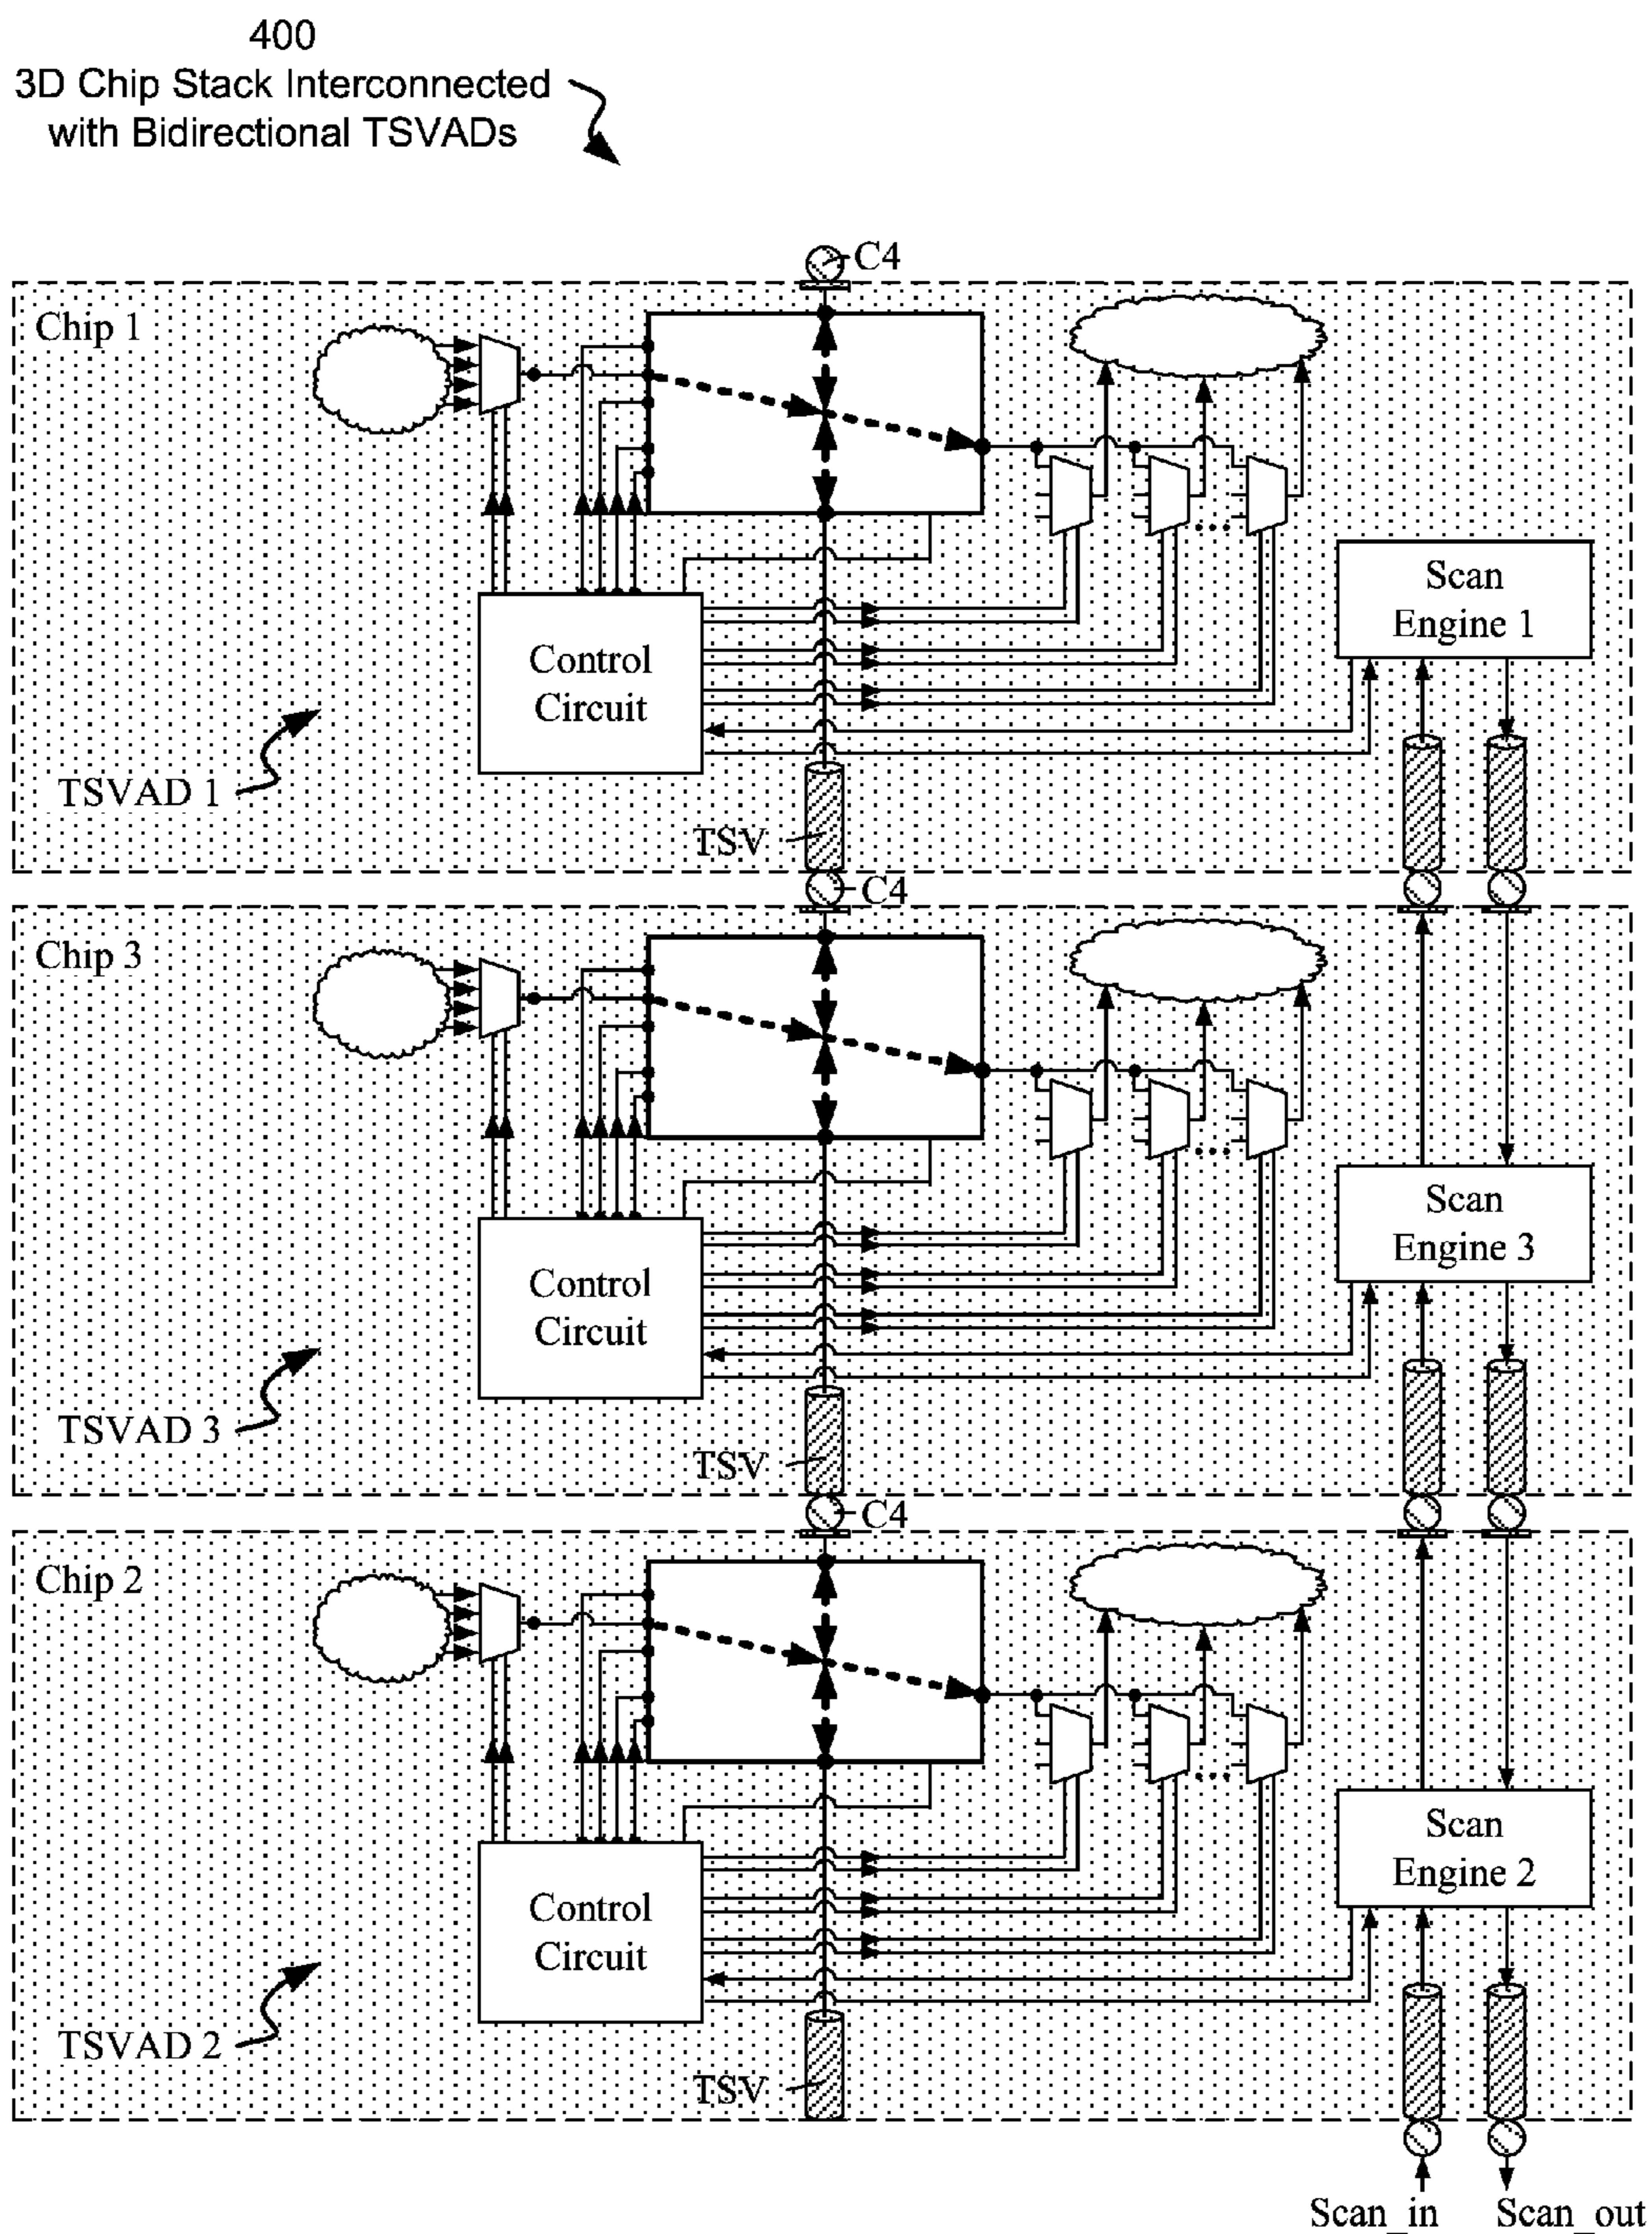 400
3D Chip Stack Interconnected
with Bidirectional TSVADs
C4
Chip 1
Scan
Engine 1
Control
Circuit
TSVAD 1
TSV
C4
Chip 3
Scan
Engine 3
Control
Circuit
TSVAD 3
TSV
C4
Chip 2
Scan
Engine 2
Control
Circuit
TSVAD 2
TSV
Scan_in
Scan_out